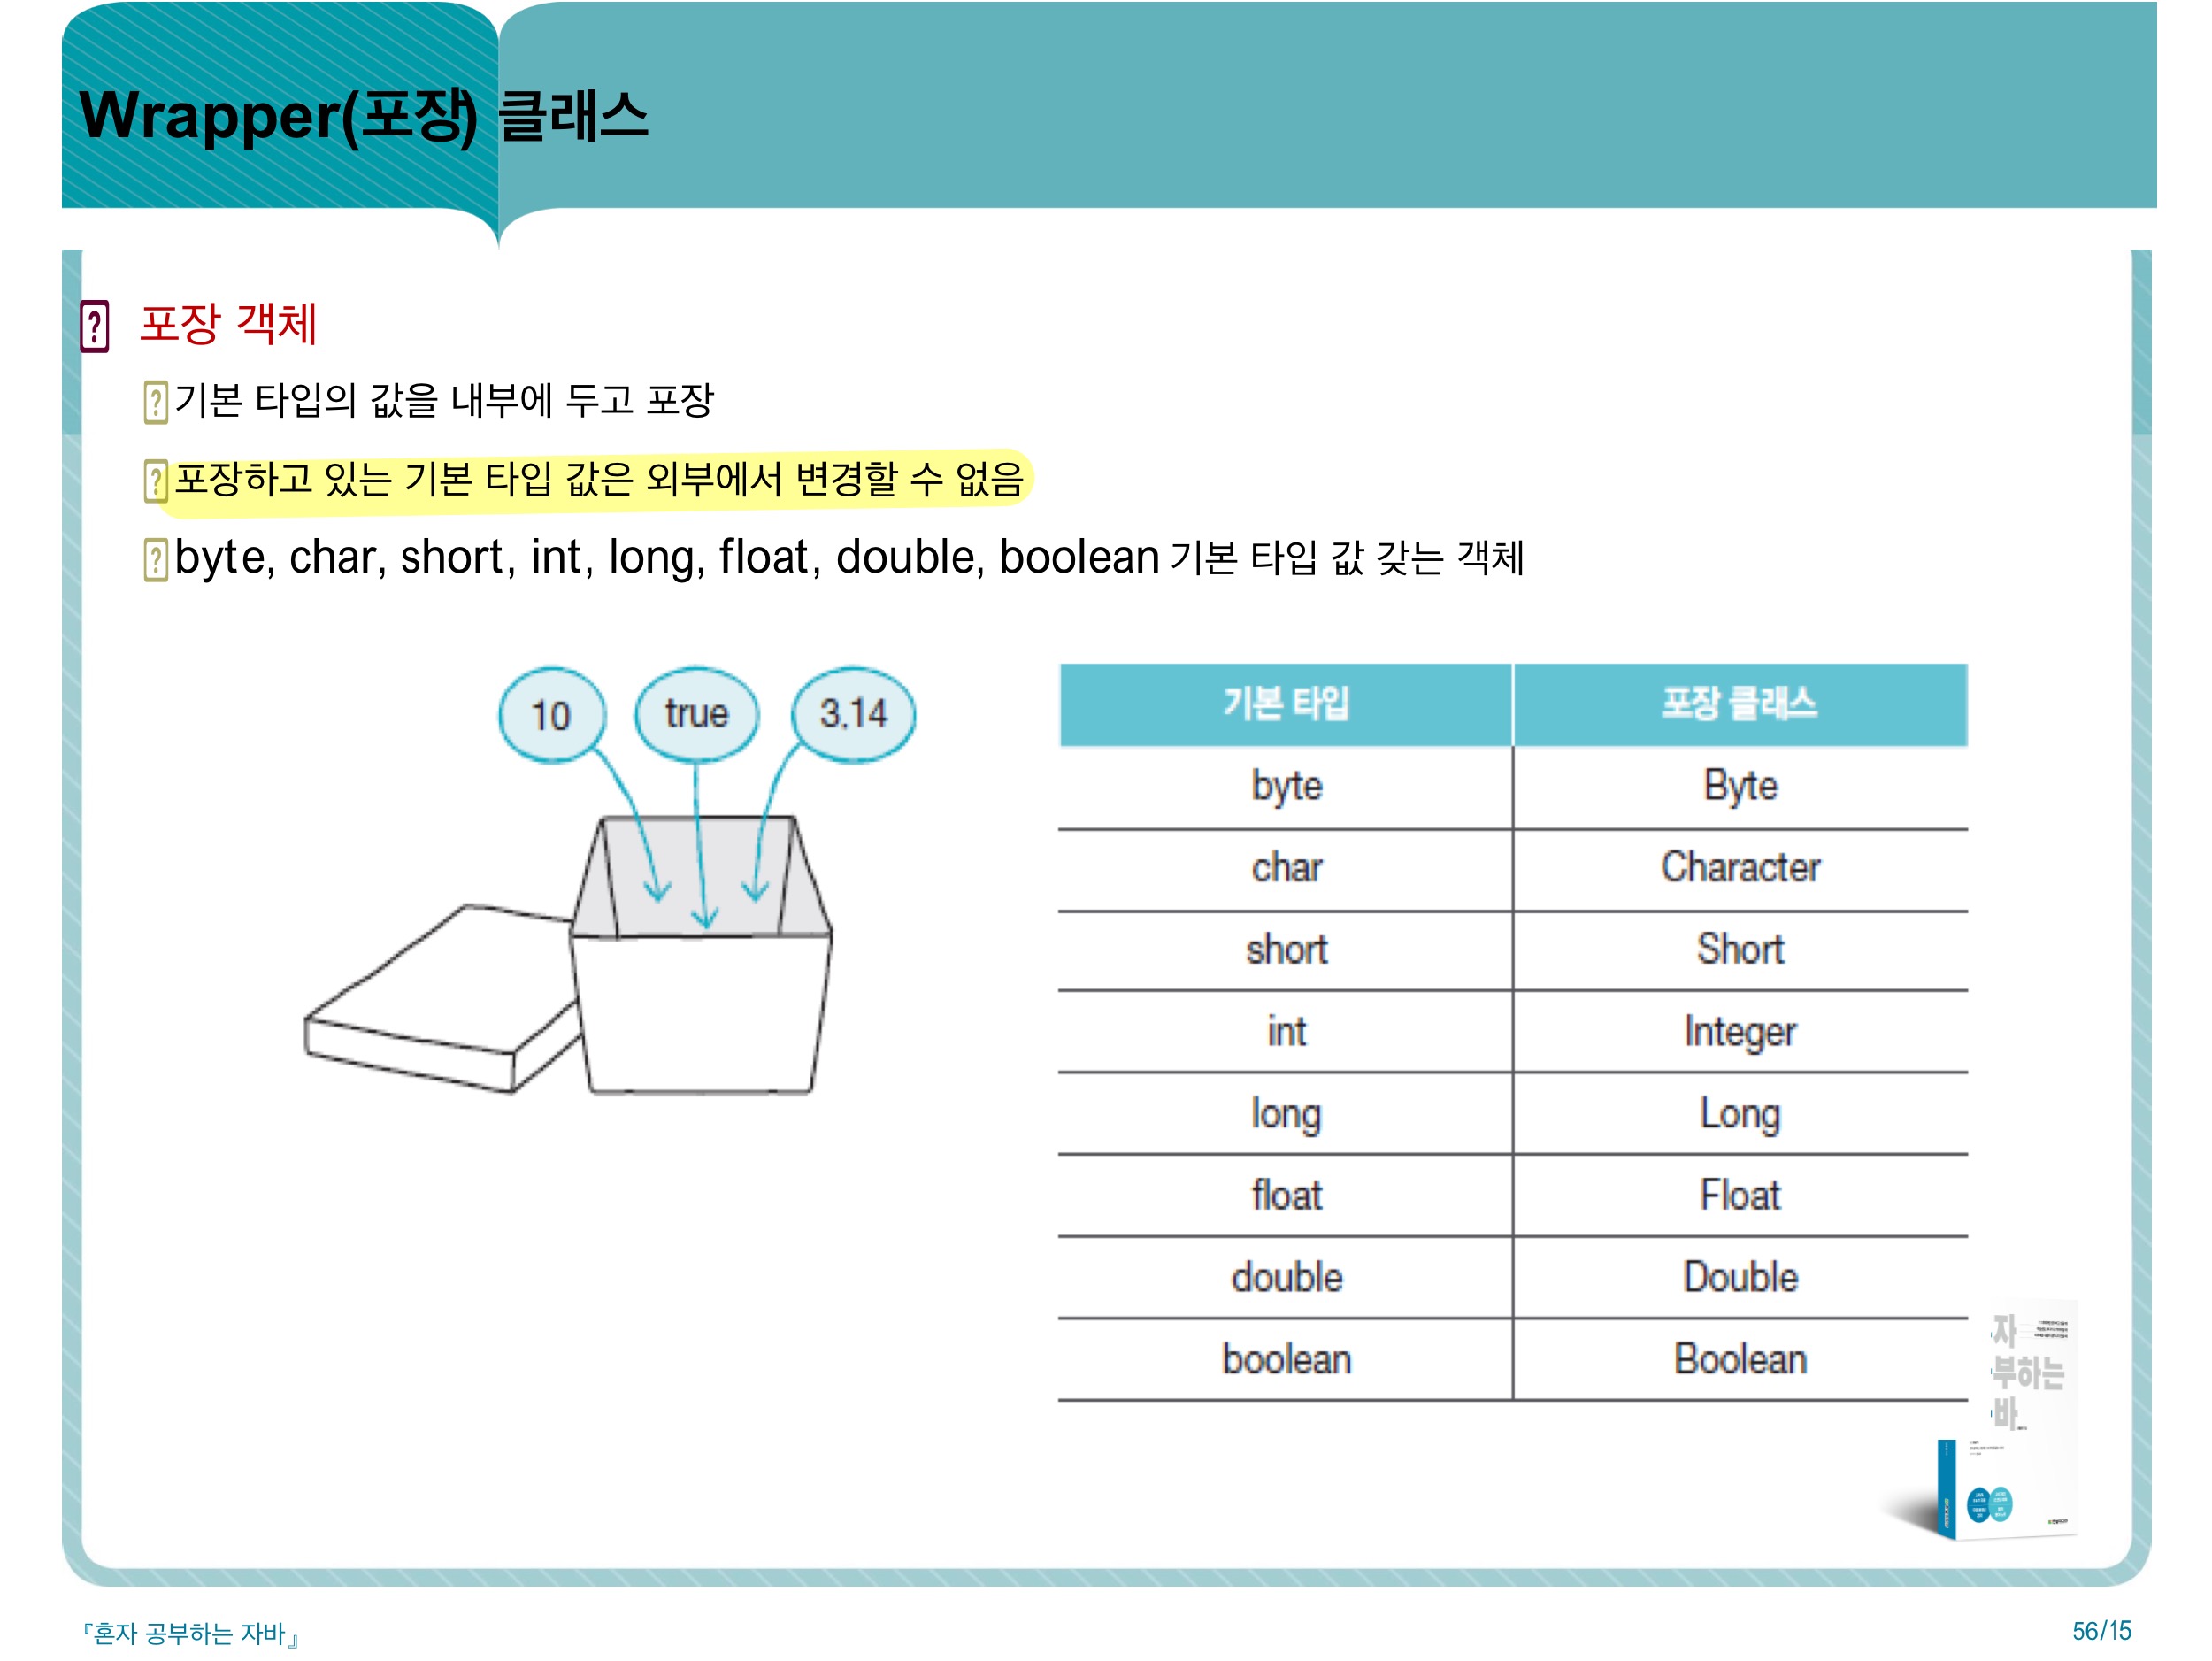 Wrapper(포장) 클래스
포장 객체
기본 타입의 값을 내부에 두고 포장
포장하고 있는 기본 타입 값은 외부에서 변경할 수 없음
byte, char, short, int, long, float, double, boolean 기본 타입 값 갖는 객체
10 true 3.14
기본 타입 포장 클래스
byte Byte
char Character
short Short
int Integer
long Long
float Float
double Double
boolean Boolean
자
부하는
바
『혼자 공부하는 자바』
56/15